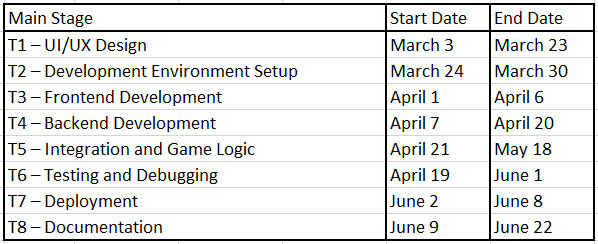 Main Stage Start Date End Date
T1 – UI/UX Design March 3 March 23
T2 – Development Environment Setup March 24 March 30
T3 – Frontend Development April 1 April 6
T4 – Backend Development April 7 April 20
T5 – Integration and Game Logic April 21 May 18
T6 – Testing and Debugging April 19 June 1
T7 – Deployment June 2 June 8
T8 – Documentation June 9 June 22